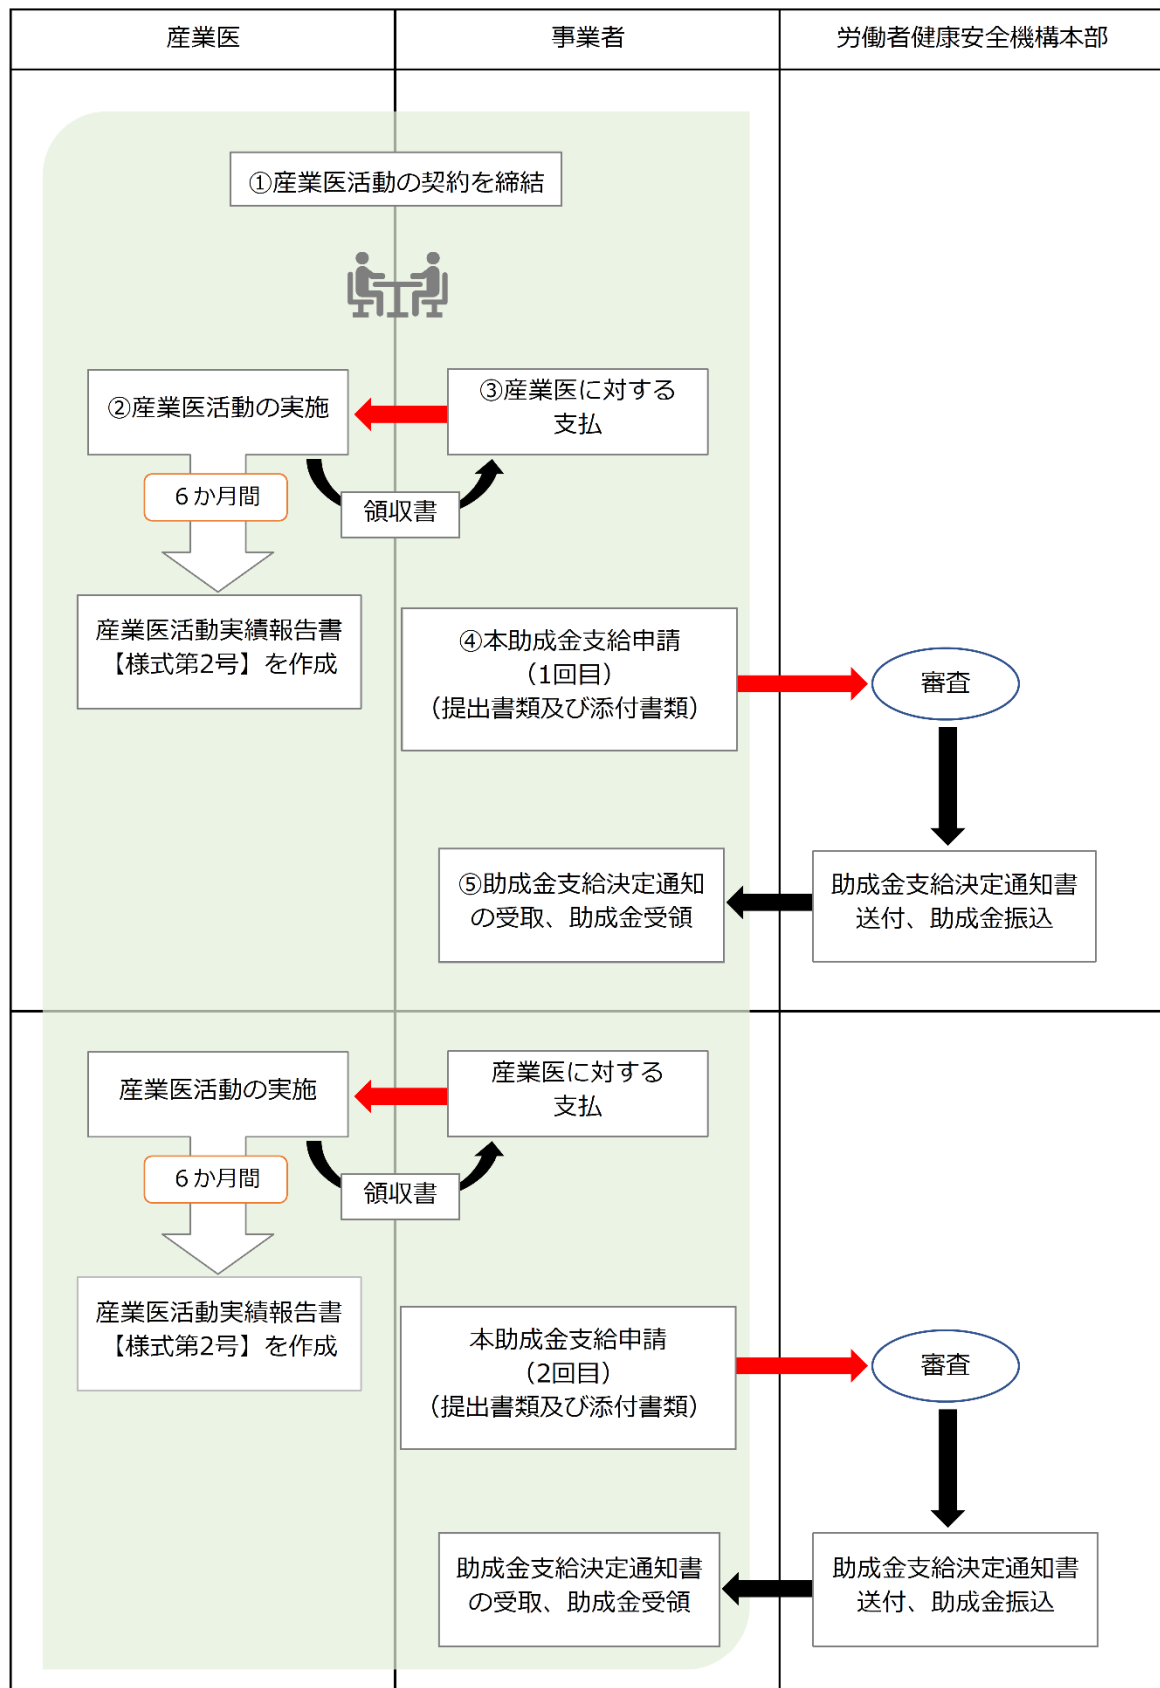 産業医
事業者
労働者健康安全機構本部
①産業医活動の契約を締結
②産業医活動の実施
③産業医に対する
支払
６か月間
領収書
産業医活動実績報告書
【様式第2号】を作成
④本助成金支給申請
（1回目）
（提出書類及び添付書類）
審査
⑤助成金支給決定通知
の受取、助成金受領
助成金支給決定通知書
送付、助成金振込
産業医活動の実施
産業医に対する
支払
６か月間
領収書
産業医活動実績報告書
【様式第2号】を作成
本助成金支給申請
（2回目）
（提出書類及び添付書類）
審査
助成金支給決定通知書
の受取、助成金受領
助成金支給決定通知書
送付、助成金振込